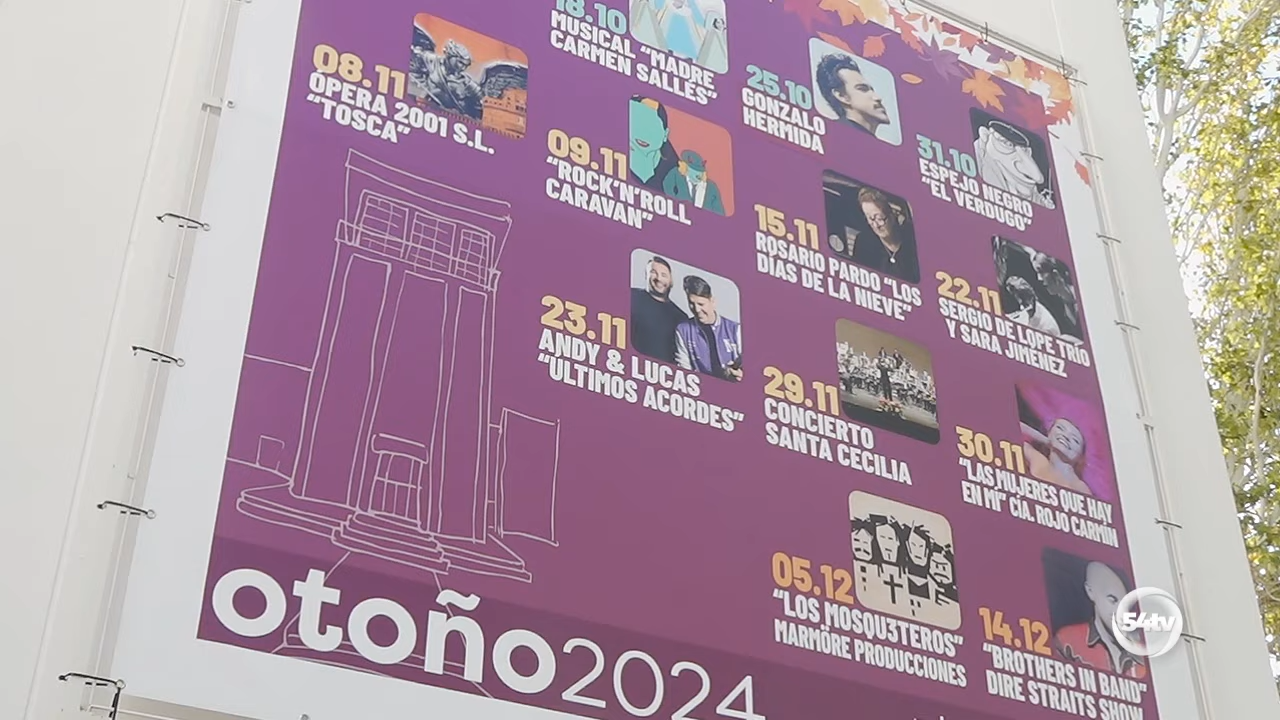 18.10
MUSICAL “MADRE
CARMEN SALLÉS”
25.10
GONZALO
HERMIDA
31.10
ESPEJO NEGRO
“EL VERDUGO”
08.11
ÓPERA 2001 S.L.
“TOSCA”
09.11
“ROCK’N’ROLL
CARAVAN”
15.11
ROSARIO PARDO “LOS
DÍAS DE LA NIEVE”
22.11
SERGIO DE LOPE TRÍO
Y SARA JIMÉNEZ
23.11
ANDY & LUCAS
“ÚLTIMOS ACORDES”
29.11
CONCIERTO
SANTA CECILIA
30.11
“LAS MUJERES QUE HAY
EN MÍ” CÍA. ROJO CARMÍN
05.12
“LOS MOSQU3TEROS”
MARMÓRE PRODUCCIONES
14.12
“BROTHERS IN BAND”
DIRE STRAITS SHOW
otoño2024
54tv